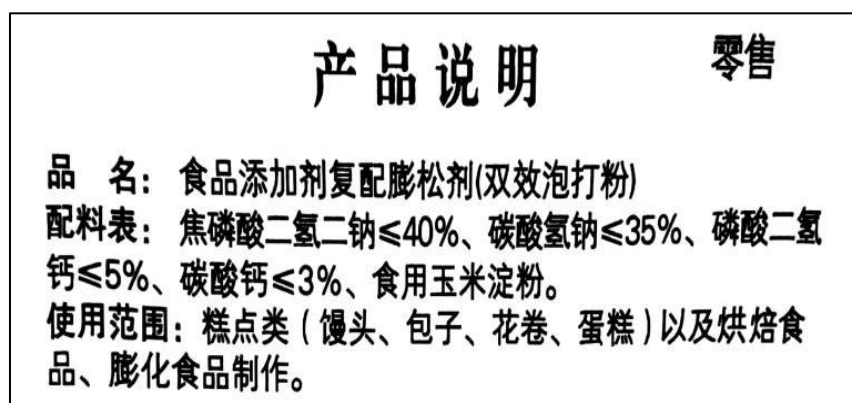 产品说明 零售
品 名：食品添加剂复配膨松剂(双效泡打粉)
配料表：焦磷酸二氢二钠≤40%、碳酸氢钠≤35%、磷酸二氢
钙≤5%、碳酸钙≤3%、食用玉米淀粉。
使用范围：糕点类（馒头、包子、花卷、蛋糕）以及烘焙食
品、膨化食品制作。